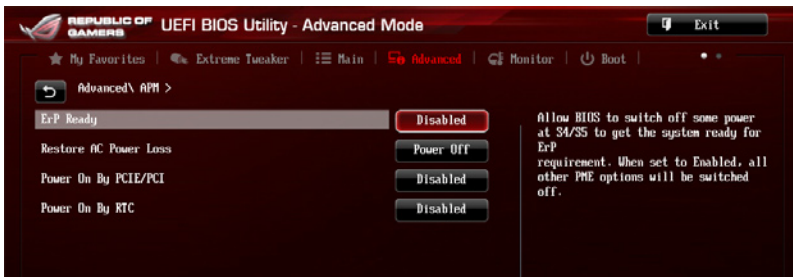 REPUBLIC OF
GAMERS
UEFI BIOS Utility - Advanced Mode
Exit
My Favorites | Extreme Tweaker | Main | Advanced | Monitor | Boot |
Advanced\ APM >
ErP Ready Disabled
Restore AC Power Loss Power Off
Power On By PCIE/PCI Disabled
Power On By RTC Disabled
Allow BIOS to switch off some power
at S4/S5 to get the system ready for
ErP
requirement. When set to Enabled, all
other PME options will be switched
off.